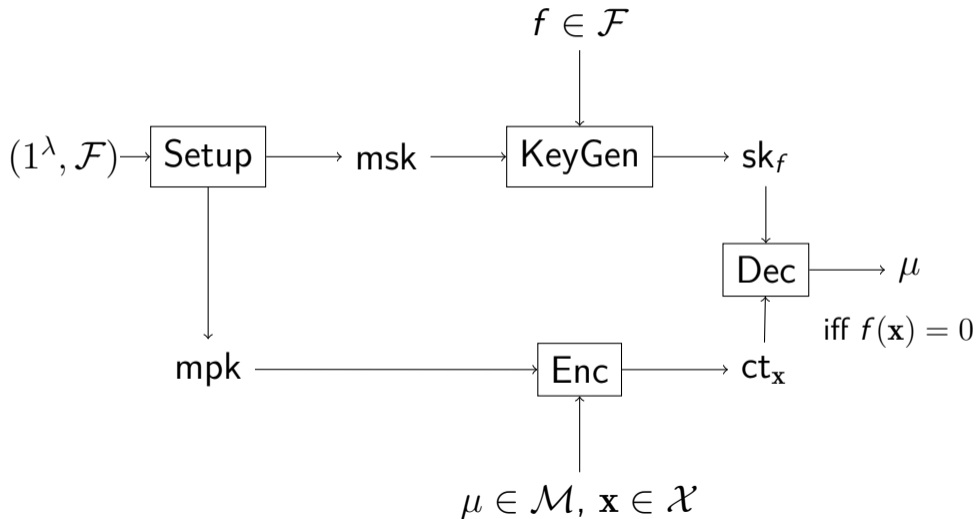 f ∈ ℱ
(1^λ, ℱ) Setup msk KeyGen sk_f
Dec μ
iff f(𝐱) = 0
mpk Enc ct_𝐱
μ ∈ ℳ, 𝐱 ∈ 𝒳